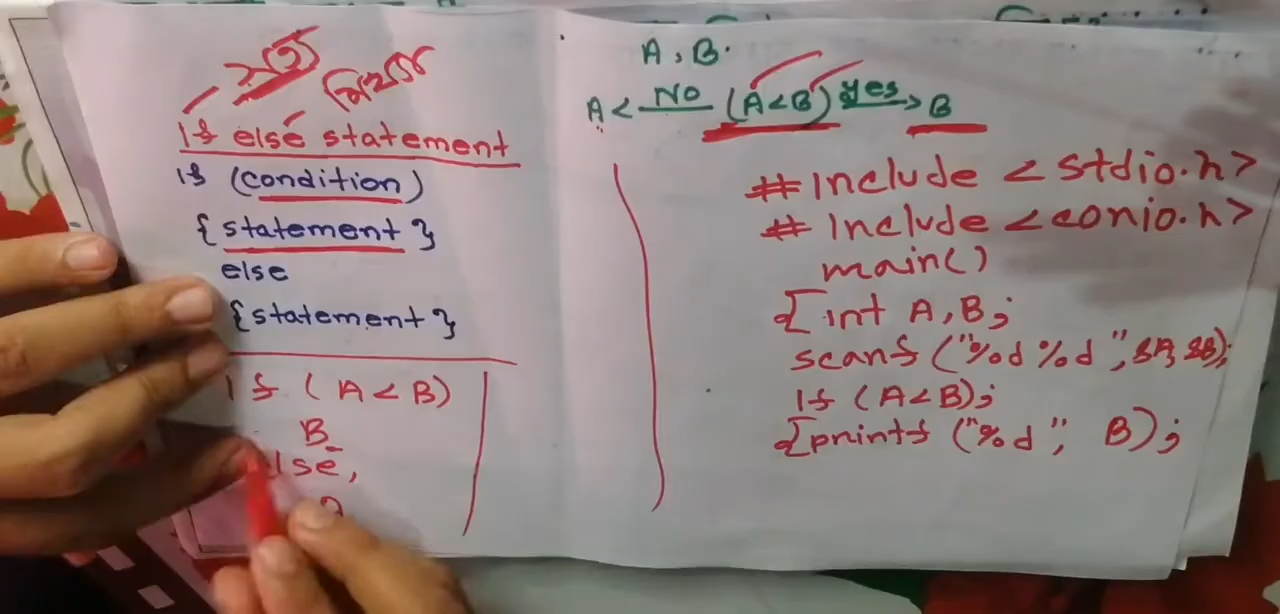 সত্য
মিথ্যা
If else statement
if (condition)
{statement}
else
{statement}
If (A<B)
B
else,
A, B.
A < No (A<B) Yes > B
# Include < stdio.h>
# Include <conio.h>
main()
{int A, B;
scanf ("%d %d", &A, &B);
If (A<B);
{printf ("%d", B);